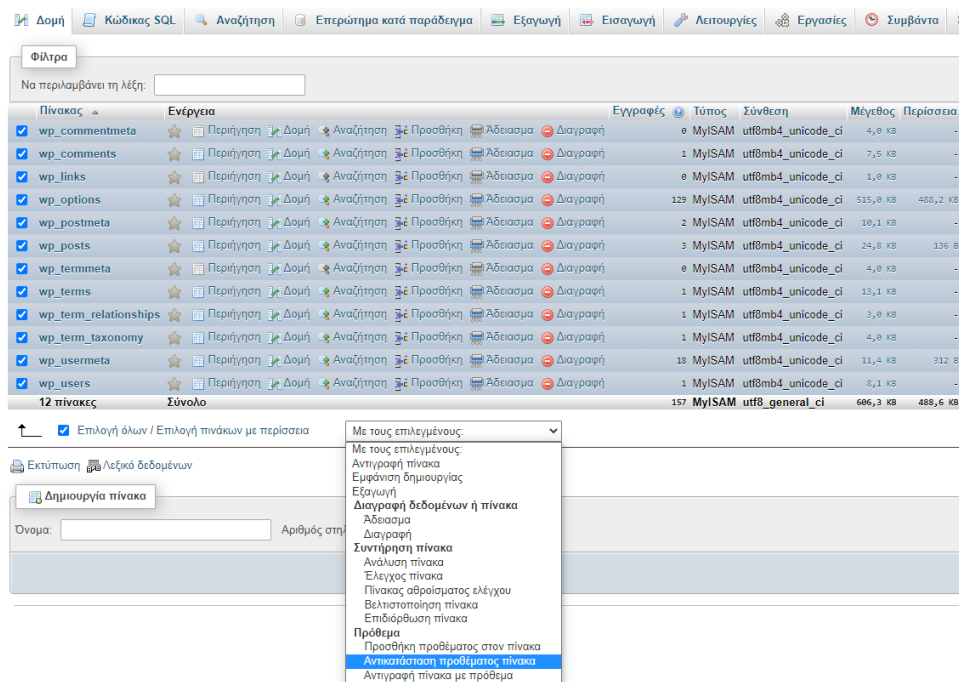 Δομή Κώδικας SQL Αναζήτηση Επερώτημα κατά παράδειγμα Εξαγωγή Εισαγωγή Λειτουργίες Εργασίες Συμβάντα
Φίλτρα
Να περιλαμβάνει τη λέξη:
Πίνακας Ενέργεια Εγγραφές Τύπος Σύνθεση Μέγεθος Περίσσεια
wp_commentmeta Περιήγηση Δομή Αναζήτηση Προσθήκη Άδειασμα Διαγραφή 0 MyISAM utf8mb4_unicode_ci 4,0 KB -
wp_comments Περιήγηση Δομή Αναζήτηση Προσθήκη Άδειασμα Διαγραφή 1 MyISAM utf8mb4_unicode_ci 7,5 KB -
wp_links Περιήγηση Δομή Αναζήτηση Προσθήκη Άδειασμα Διαγραφή 0 MyISAM utf8mb4_unicode_ci 1,0 KB -
wp_options Περιήγηση Δομή Αναζήτηση Προσθήκη Άδειασμα Διαγραφή 129 MyISAM utf8mb4_unicode_ci 515,0 KB 488,2 KB
wp_postmeta Περιήγηση Δομή Αναζήτηση Προσθήκη Άδειασμα Διαγραφή 2 MyISAM utf8mb4_unicode_ci 10,1 KB -
wp_posts Περιήγηση Δομή Αναζήτηση Προσθήκη Άδειασμα Διαγραφή 3 MyISAM utf8mb4_unicode_ci 24,8 KB 136 B
wp_termmeta Περιήγηση Δομή Αναζήτηση Προσθήκη Άδειασμα Διαγραφή 0 MyISAM utf8mb4_unicode_ci 4,0 KB -
wp_terms Περιήγηση Δομή Αναζήτηση Προσθήκη Άδειασμα Διαγραφή 1 MyISAM utf8mb4_unicode_ci 13,1 KB -
wp_term_relationships Περιήγηση Δομή Αναζήτηση Προσθήκη Άδειασμα Διαγραφή 1 MyISAM utf8mb4_unicode_ci 3,0 KB -
wp_term_taxonomy Περιήγηση Δομή Αναζήτηση Προσθήκη Άδειασμα Διαγραφή 1 MyISAM utf8mb4_unicode_ci 4,0 KB -
wp_usermeta Περιήγηση Δομή Αναζήτηση Προσθήκη Άδειασμα Διαγραφή 18 MyISAM utf8mb4_unicode_ci 11,4 KB 312 B
wp_users Περιήγηση Δομή Αναζήτηση Προσθήκη Άδειασμα Διαγραφή 1 MyISAM utf8mb4_unicode_ci 8,1 KB -
12 πίνακες Σύνολο 157 MyISAM utf8_general_ci 606,3 KB 488,6 KB
Επιλογή όλων / Επιλογή πινάκων με περίσσεια Με τους επιλεγμένους:
Με τους επιλεγμένους:
Αντιγραφή πίνακα
Εκτύπωση Λεξικό δεδομένων
Εμφάνιση δημιουργίας
Εξαγωγή
Δημιουργία πίνακα
Διαγραφή δεδομένων ή πίνακα
Άδειασμα
Όνομα: Αριθμός στηλ
Διαγραφή
Συντήρηση πίνακα
Ανάλυση πίνακα
Έλεγχος πίνακα
Πίνακας αθροίσματος ελέγχου
Βελτιστοποίηση πίνακα
Επιδιόρθωση πίνακα
Πρόθεμα
Προσθήκη προθέματος στον πίνακα
Αντικατάσταση προθέματος πίνακα
Αντιγραφή πίνακα με πρόθεμα